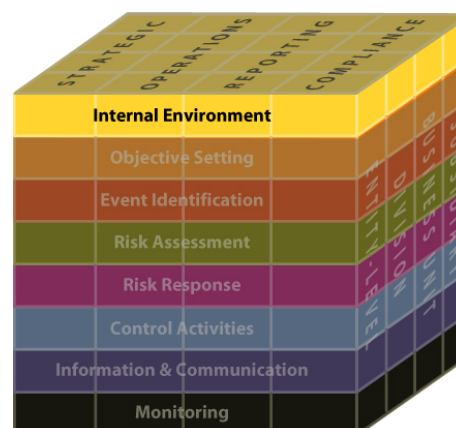 STRATEGIC
OPERATIONS
REPORTING
COMPLIANCE
Internal Environment
Objective Setting
Event Identification
Risk Assessment
Risk Response
Control Activities
Information & Communication
Monitoring
ENTITY-LEVEL
DIVISION
BUSINESS UNIT
SUBSIDIARY